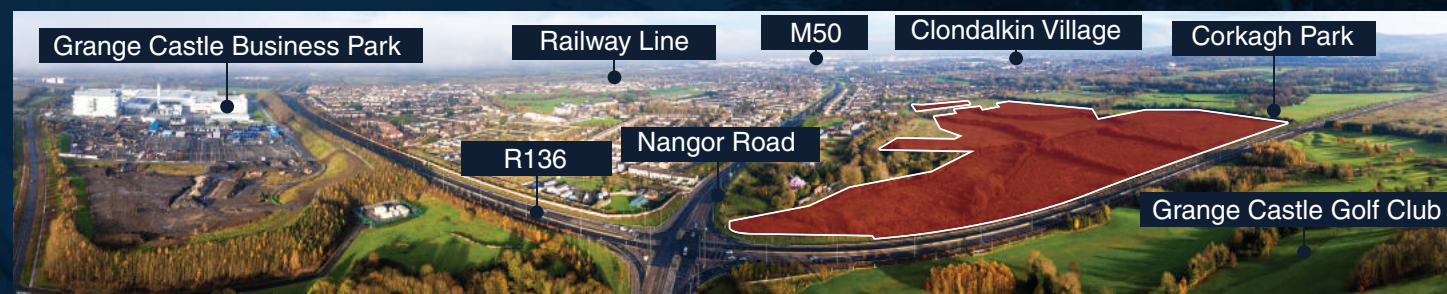 Grange Castle Business Park
Railway Line
M50
Clondalkin Village
Corkagh Park
R136
Nangor Road
Grange Castle Golf Club